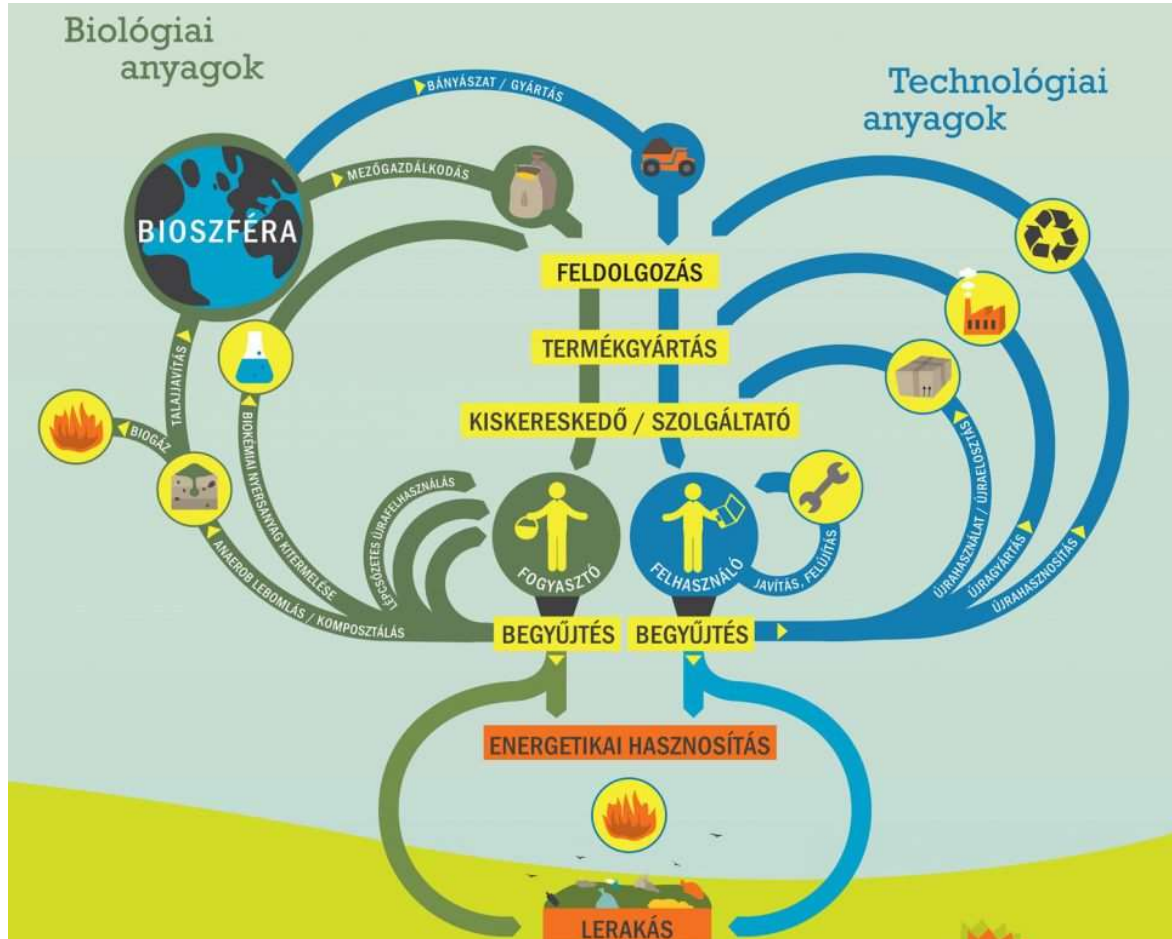 Biológiai
anyagok
Technológiai
anyagok
BÁNYÁSZAT / GYÁRTÁS
MEZŐGAZDÁLKODÁS
BIOSZFÉRA
FELDOLGOZÁS
TERMÉKGYÁRTÁS
KISKERESKEDŐ / SZOLGÁLTATÓ
TALAJJAVÍTÁS
BIOGÁZ
BIOKÉMIAI NYERSANYAG KITERMELÉSE
ANAEROB LEBOMLÁS / KOMPOSZTÁLÁS
LÉPCSŐZETES ÚJRAFELHASZNÁLÁS
FOGYASZTÓ
FELHASZNÁLÓ
JAVÍTÁS, FELÚJÍTÁS
ÚJRAHASZNÁLAT / ÚJRAELOSZTÁS
ÚJRAGYÁRTÁS
ÚJRAHASZNOSÍTÁS
BEGYŰJTÉS
BEGYŰJTÉS
ENERGETIKAI HASZNOSÍTÁS
LERAKÁS